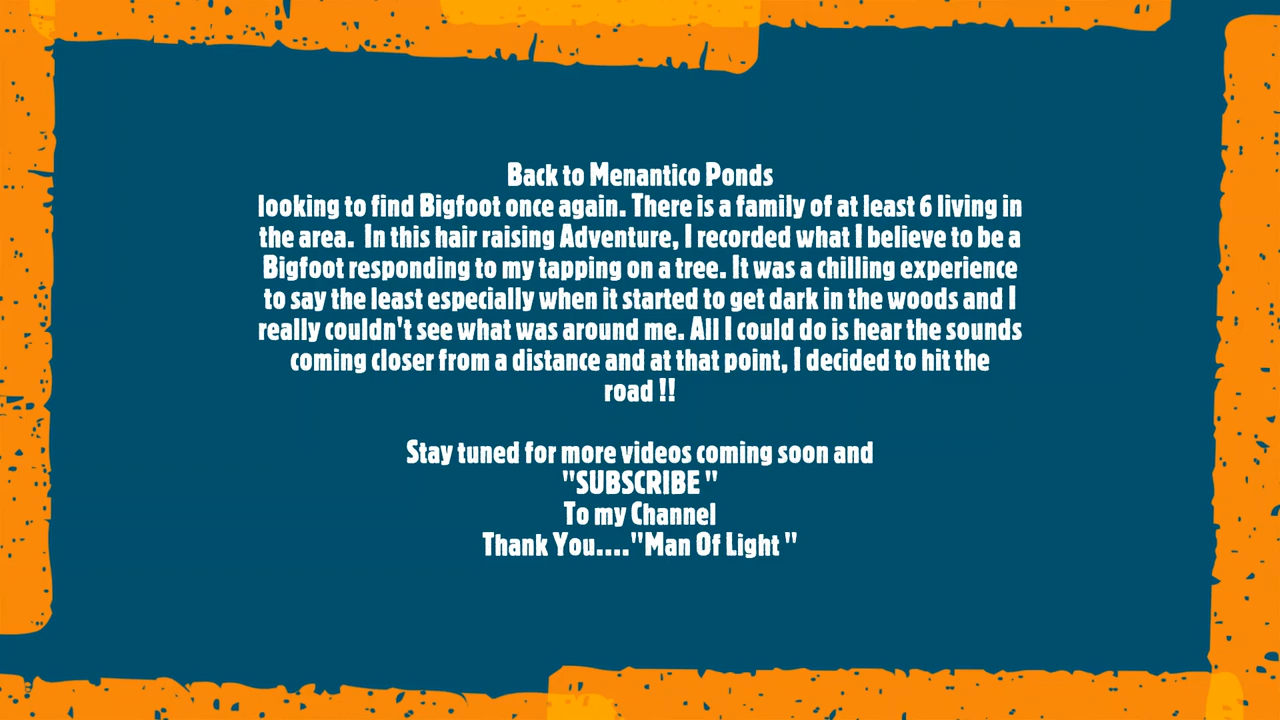 Back to Menantico Ponds
looking to find Bigfoot once again. There is a family of at least 6 living in
the area.  In this hair raising Adventure, I recorded what I believe to be a
Bigfoot responding to my tapping on a tree. It was a chilling experience
to say the least especially when it started to get dark in the woods and I
really couldn't see what was around me. All I could do is hear the sounds
coming closer from a distance and at that point, I decided to hit the
road !!
Stay tuned for more videos coming soon and
"SUBSCRIBE "
To my Channel
Thank You...."Man Of Light "